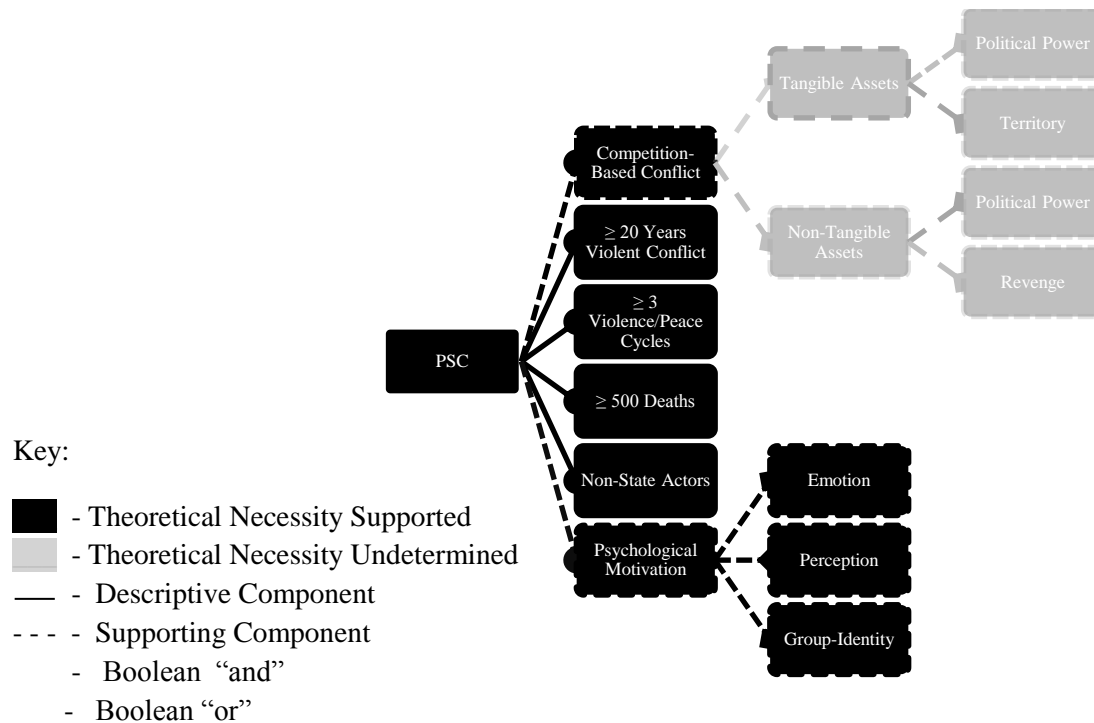 Political Power
Tangible Assets
Territory
Competition-
Based Conflict
Political Power
≥ 20 Years
Violent Conflict
Non-Tangible
Assets
Revenge
≥ 3
Violence/Peace
Cycles
PSC
≥ 500 Deaths
Non-State Actors
Emotion
Psychological
Motivation
Perception
Group-Identity
Key:
- Theoretical Necessity Supported
- Theoretical Necessity Undetermined
- Descriptive Component
- Supporting Component
- Boolean “and”
- Boolean “or”